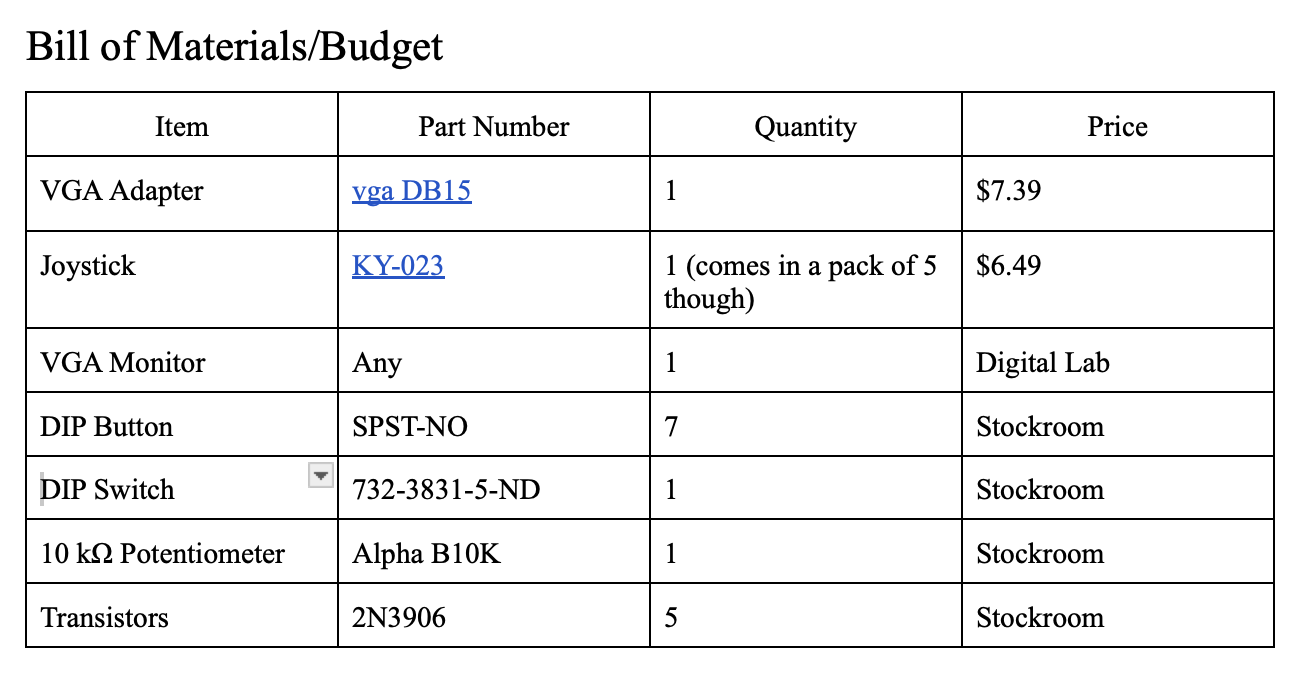 Bill of Materials/Budget
Item Part Number Quantity Price
VGA Adapter vga DB15 1 $7.39
Joystick KY-023 1 (comes in a pack of 5 $6.49
though)
VGA Monitor Any 1 Digital Lab
DIP Button SPST-NO 7 Stockroom
DIP Switch 732-3831-5-ND 1 Stockroom
10 kΩ Potentiometer Alpha B10K 1 Stockroom
Transistors 2N3906 5 Stockroom